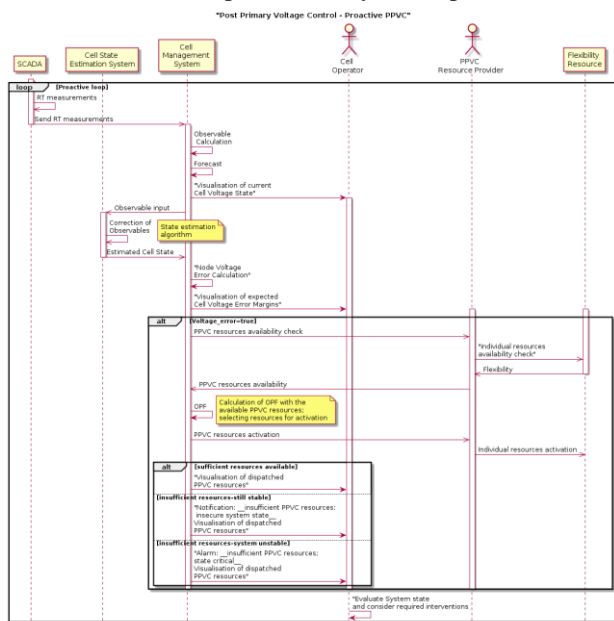 "Post Primary Voltage Control - Proactive PPVC"
SCADA
Cell State
Estimation System
Cell
Management
System
Cell
Operator
PPVC
Resource Provider
Flexibility
Resource
loop
[Proactive loop]
RT measurements
Send RT measurements
Observable
Calculation
Forecast
"Visualisation of current
Cell Voltage State"
Observable input
Correction of
Observables
State estimation
algorithm
Estimated Cell State
"Node Voltage
Error Calculation"
"Visualisation of expected
Cell Voltage Error Margins"
alt
[Voltage_error=true]
PPVC resources availability check
"Individual resources
availability check"
Flexibility
PPVC resources availability
OPF
Calculation of OPF with the
available PPVC resources;
selecting resources for activation
PPVC resources activation
Individual resources activation
alt
[sufficient resources available]
"Visualisation of dispatched
PPVC resources"
[insufficient resources-still stable]
"Notification: __insufficient PPVC resources:
insecure system state__
Visualisation of dispatched
PPVC resources"
[insufficient resources-system unstable]
"Alarm: __insufficient PPVC resources;
state critical__
Visualisation of dispatched
PPVC resources"
"Evaluate System state
and consider required interventions